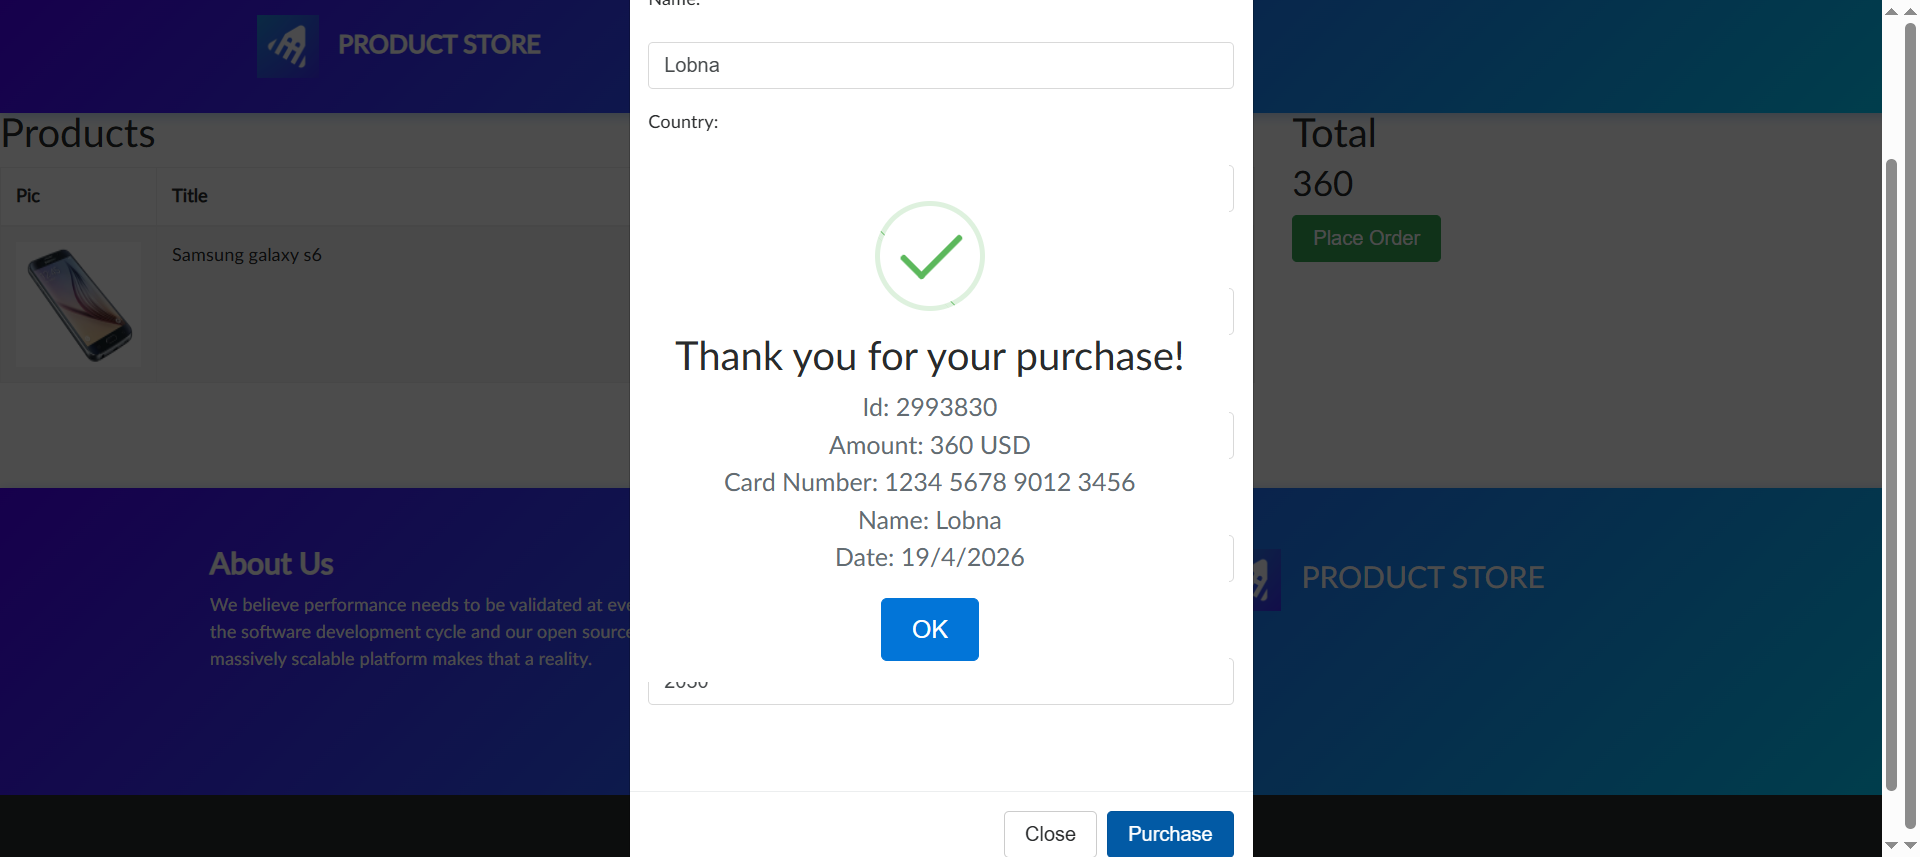 Name:
PRODUCT STORE
Lobna
Country:
Products
Total
360
Pic
Title
Place Order
Samsung galaxy s6
Thank you for your purchase!
Id: 2993830
Amount: 360 USD
Card Number: 1234 5678 9012 3456
Name: Lobna
Date: 19/4/2026
OK
About Us
We believe performance needs to be validated at
the software development cycle and our open source
massively scalable platform makes that a reality.
PRODUCT STORE
Close
Purchase